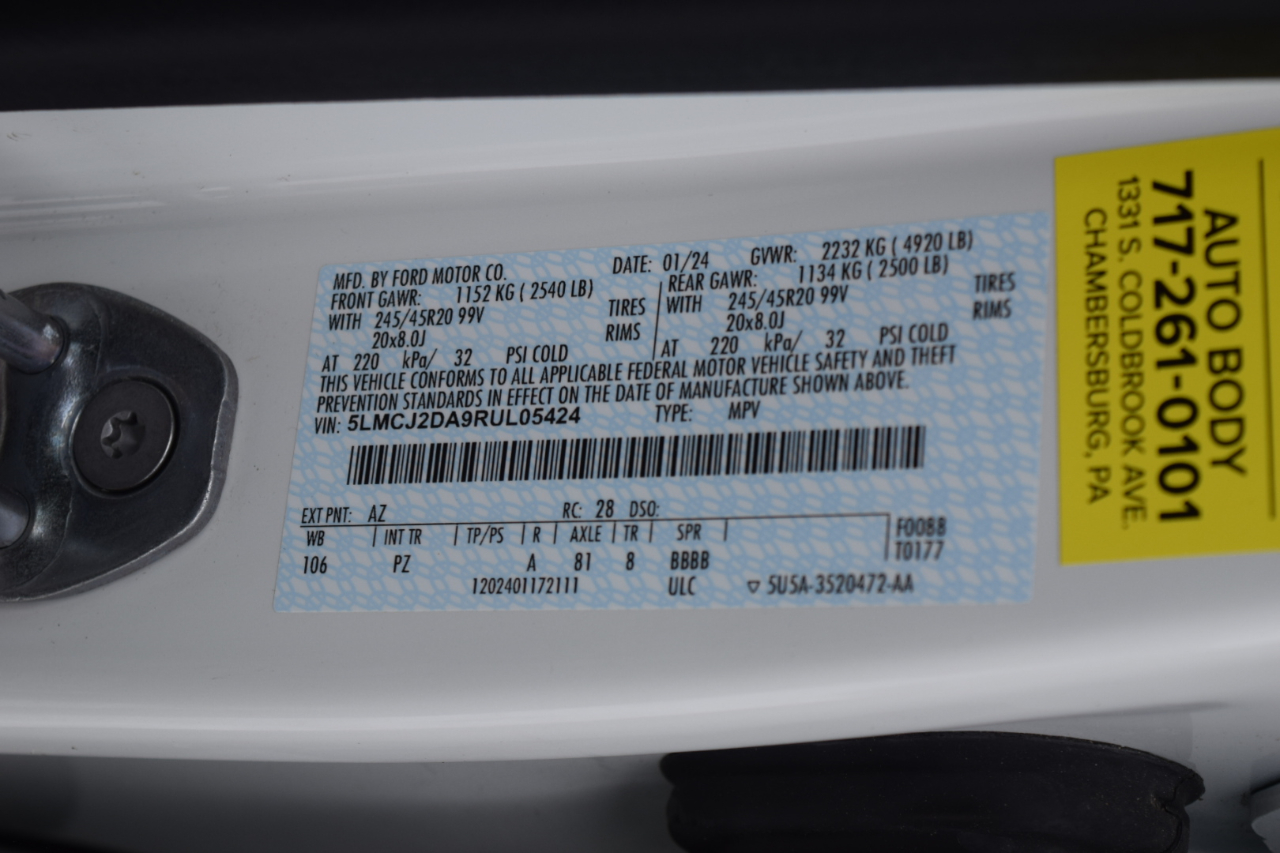 MFD. BY FORD MOTOR CO. DATE: 01/24 GVWR: 2232 KG ( 4920 LB)
FRONT GAWR: 1152 KG ( 2540 LB) REAR GAWR: 1134 KG ( 2500 LB)
WITH 245/45R20 99V TIRES WITH 245/45R20 99V TIRES
20x8.0J RIMS 20x8.0J RIMS
AT 220 kPa/ 32 PSI COLD AT 220 kPa/ 32 PSI COLD
THIS VEHICLE CONFORMS TO ALL APPLICABLE FEDERAL MOTOR VEHICLE SAFETY AND THEFT
PREVENTION STANDARDS IN EFFECT ON THE DATE OF MANUFACTURE SHOWN ABOVE.
VIN: 5LMCJ2DA9RUL05424 TYPE: MPV
EXT PNT: AZ RC: 28 DSO:
WB INT TR TP/PS R AXLE TR SPR F0088
106 PZ A 81 8 BBBB T0177
1202401172111 ULC ▽ 5U5A-3520472-AA
AUTO BODY
717-261-0101
1331 S. COLDBROOK AVE.
CHAMBERSBURG, PA